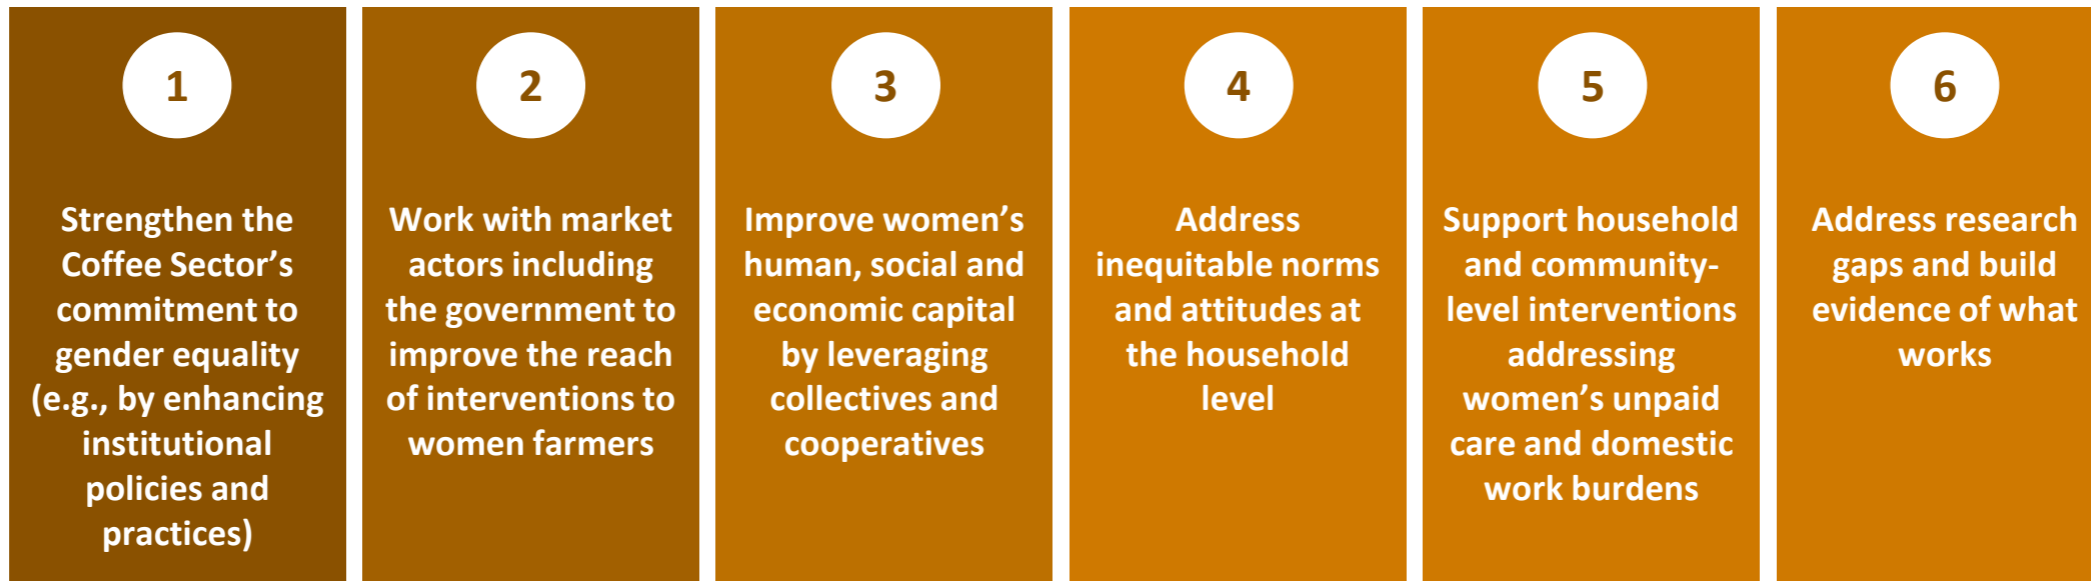 1
Strengthen the
Coffee Sector’s
commitment to
gender equality
(e.g., by enhancing
institutional
policies and
practices)
2
Work with market
actors including
the government to
improve the reach
of interventions to
women farmers
3
Improve women’s
human, social and
economic capital
by leveraging
collectives and
cooperatives
4
Address
inequitable norms
and attitudes at
the household
level
5
Support household
and community-
level interventions
addressing
women’s unpaid
care and domestic
work burdens
6
Address research
gaps and build
evidence of what
works